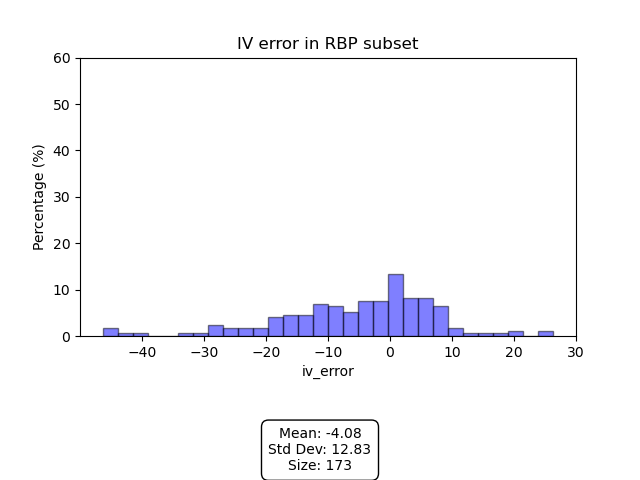 IV error in RBP subset
60
50
40
30
20
10
0
Percentage (%)
−40
−30
−20
−10
0
10
20
30
iv_error
Mean: -4.08
Std Dev: 12.83
Size: 173